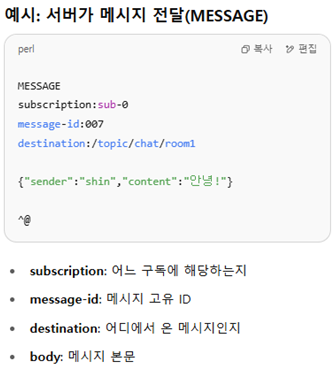 예시: 서버가 메시지 전달(MESSAGE)
perl 복사 편집
MESSAGE
subscription:sub-0
message-id:007
destination:/topic/chat/room1
{"sender":"shin","content":"안녕!"}
^@
• subscription: 어느 구독에 해당하는지
• message-id: 메시지 고유 ID
• destination: 어디에서 온 메시지인지
• body: 메시지 본문